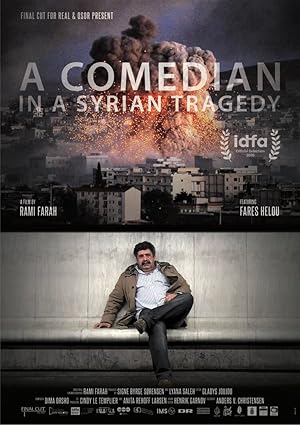 FINAL CUT FOR REAL & OSOR PRESENT
A COMEDIAN
IN A SYRIAN TRAGEDY
idfa
A FILM BY
RAMI FARAH
FEATURING
FARES HELOU
RAMI FARAH
SIGNE BYRGE SØRENSEN & LYANA SALEH
GLADYS JOUJOU
DIMA ORSHO
CINDY LE TEMPLIER
ANITA REHOFF LARSEN
HENRIK GARNOV
ANDERS V. CHRISTENSEN
FINAL CUT
IMS
DR